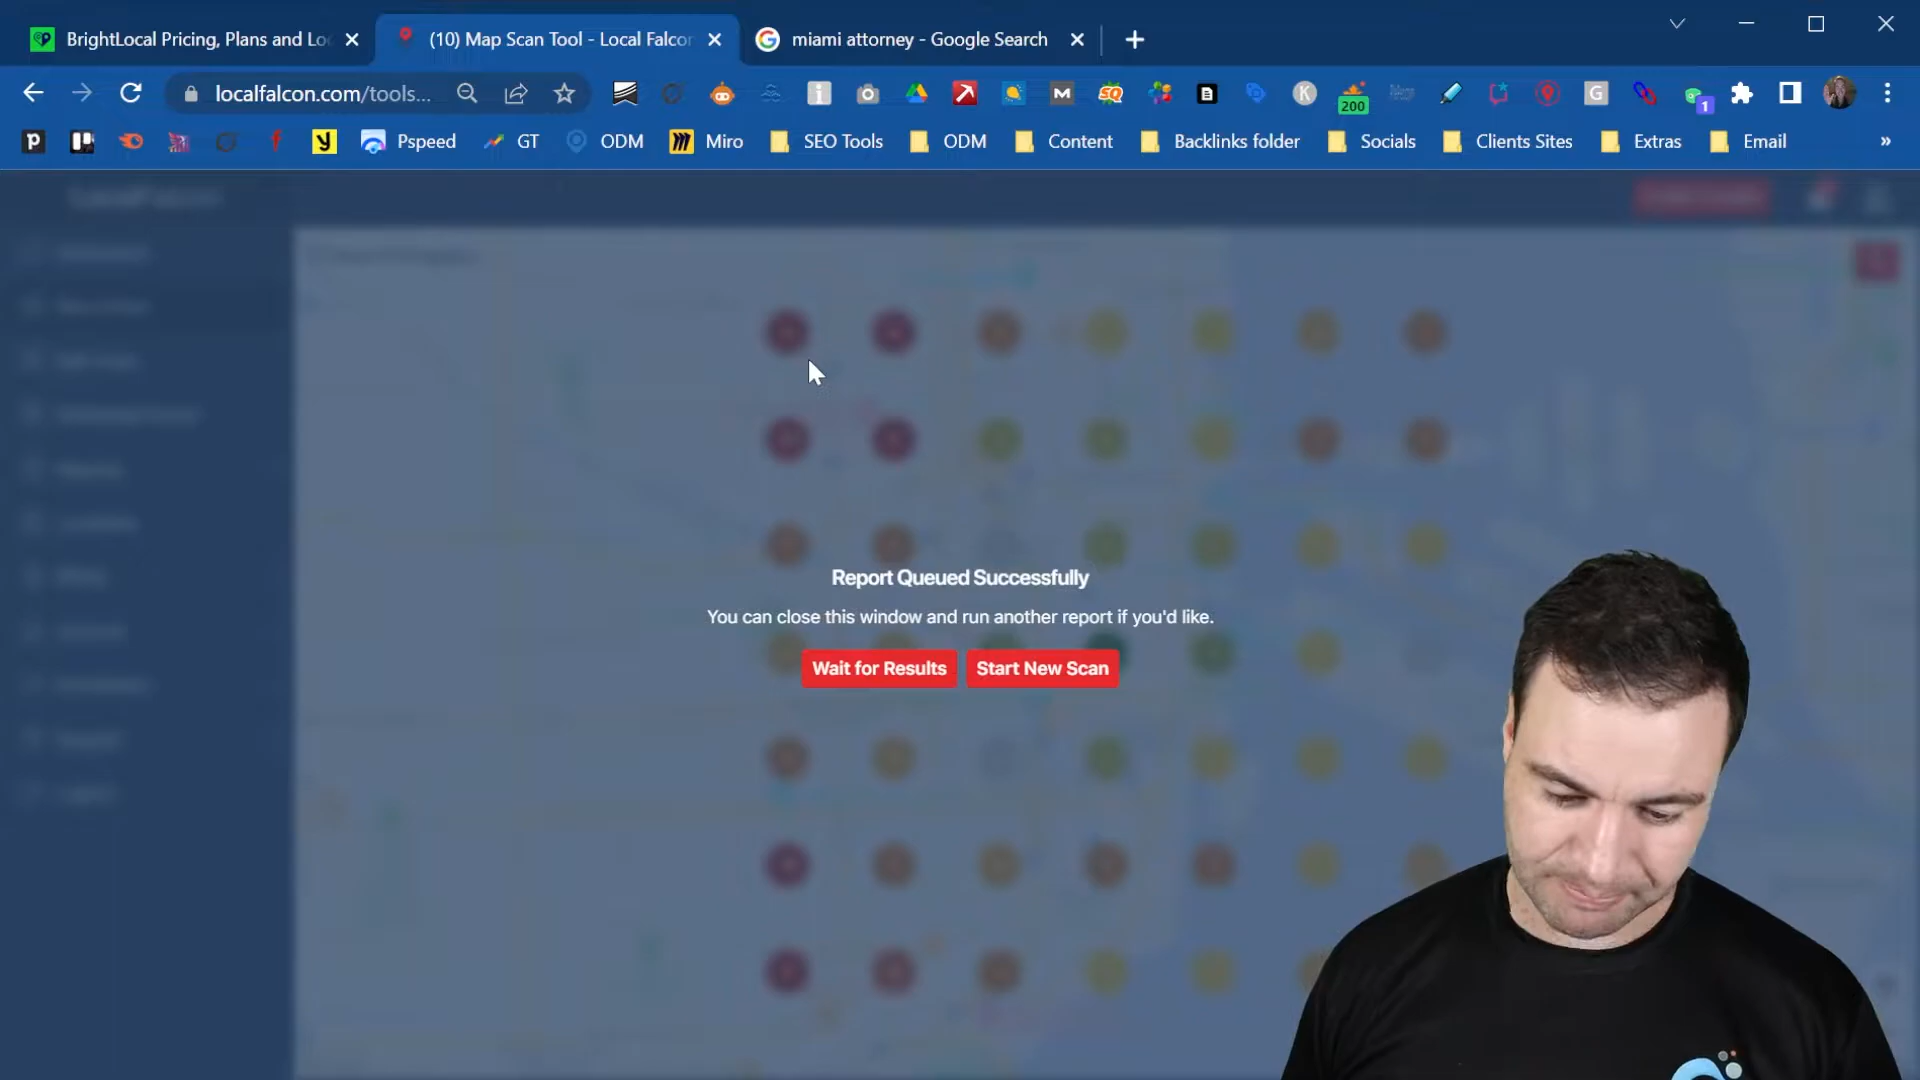 BrightLocal Pricing, Plans and Lo
(10) Map Scan Tool - Local Falcon
miami attorney - Google Search
localfalcon.com/tools...
200
1
Pspeed
GT
ODM
Miro
SEO Tools
ODM
Content
Backlinks folder
Socials
Clients Sites
Extras
Email
Report Queued Successfully
You can close this window and run another report if you'd like.
Wait for Results
Start New Scan